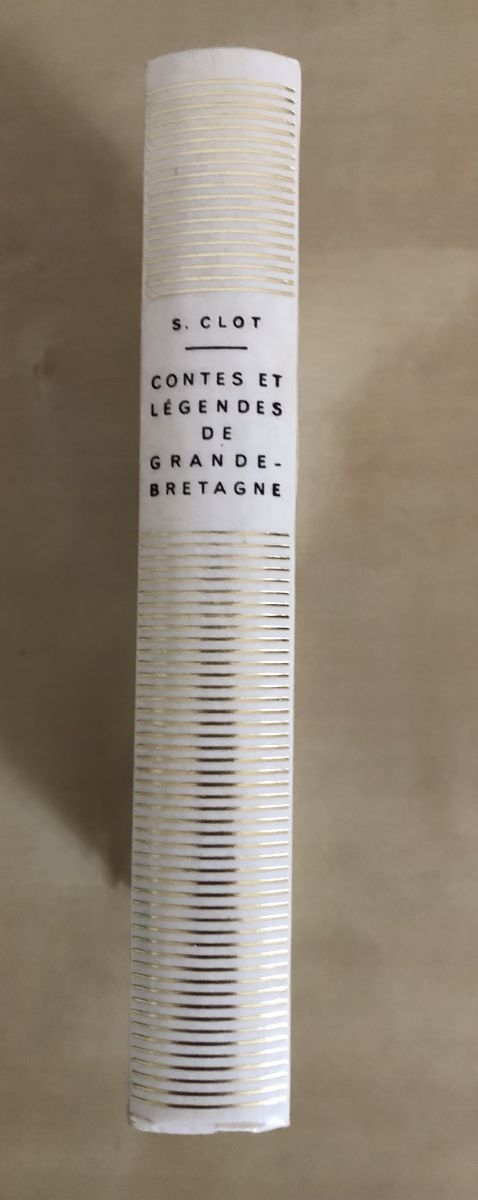 S. CLOT
CONTES ET
LÉGENDES
DE
GRANDE-
BRETAGNE